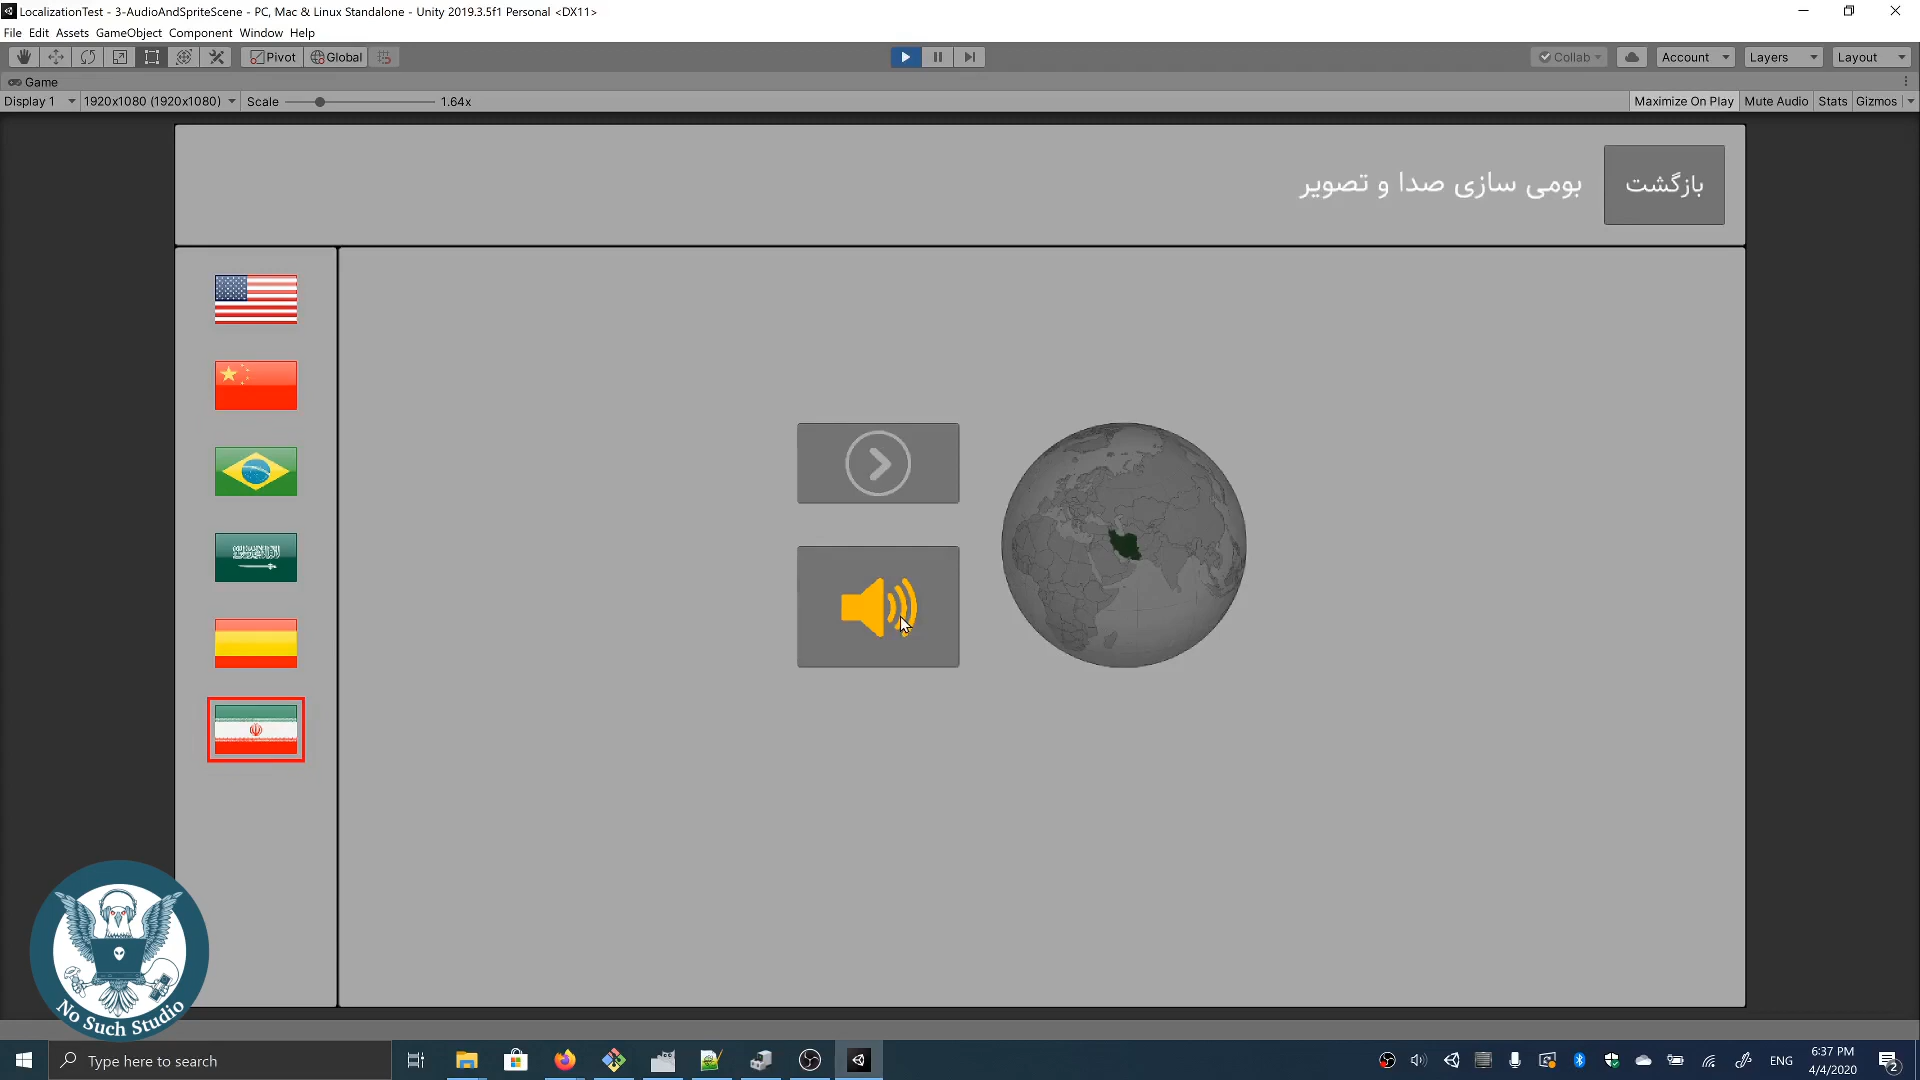 LocalizationTest - 3-AudioAndSpriteScene - PC, Mac & Linux Standalone - Unity 2019.3.5f1 Personal <DX11>
File Edit Assets GameObject Component Window Help
Pivot Global Collab Account Layers Layout
Game
Display 1 1920x1080 (1920x1080) Scale 1.64x Maximize On Play Mute Audio Stats Gizmos
بازگشت
بومی سازی صدا و تصویر
No Such Studio
Type here to search
ENG
6:37 PM
4/4/2020
2